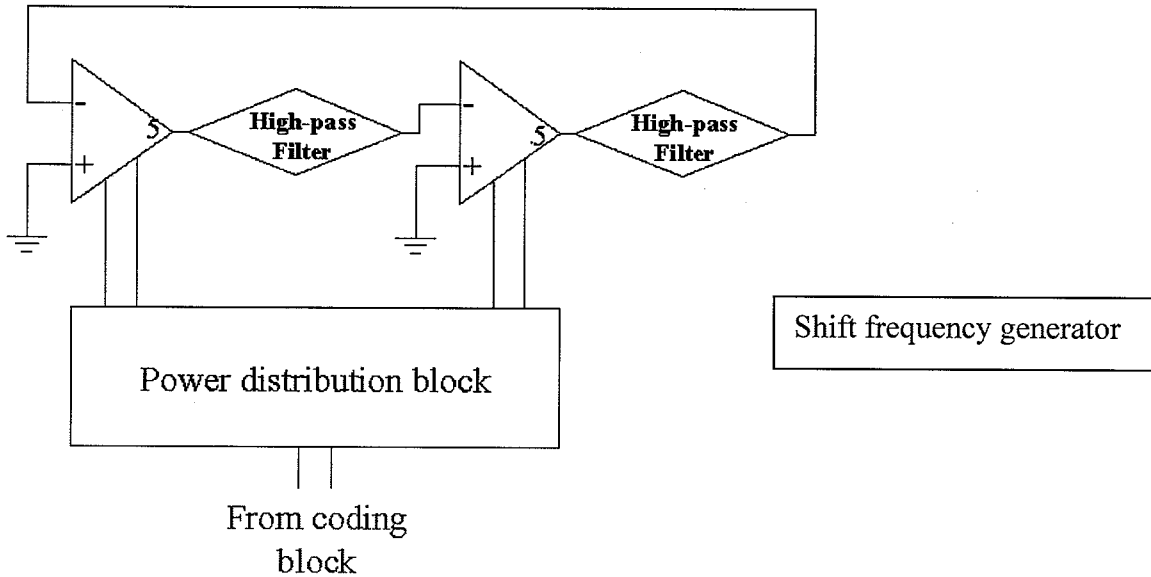 -
+
5
High-pass
Filter
-
+
.5
High-pass
Filter
Shift frequency generator
Power distribution block
From coding
block